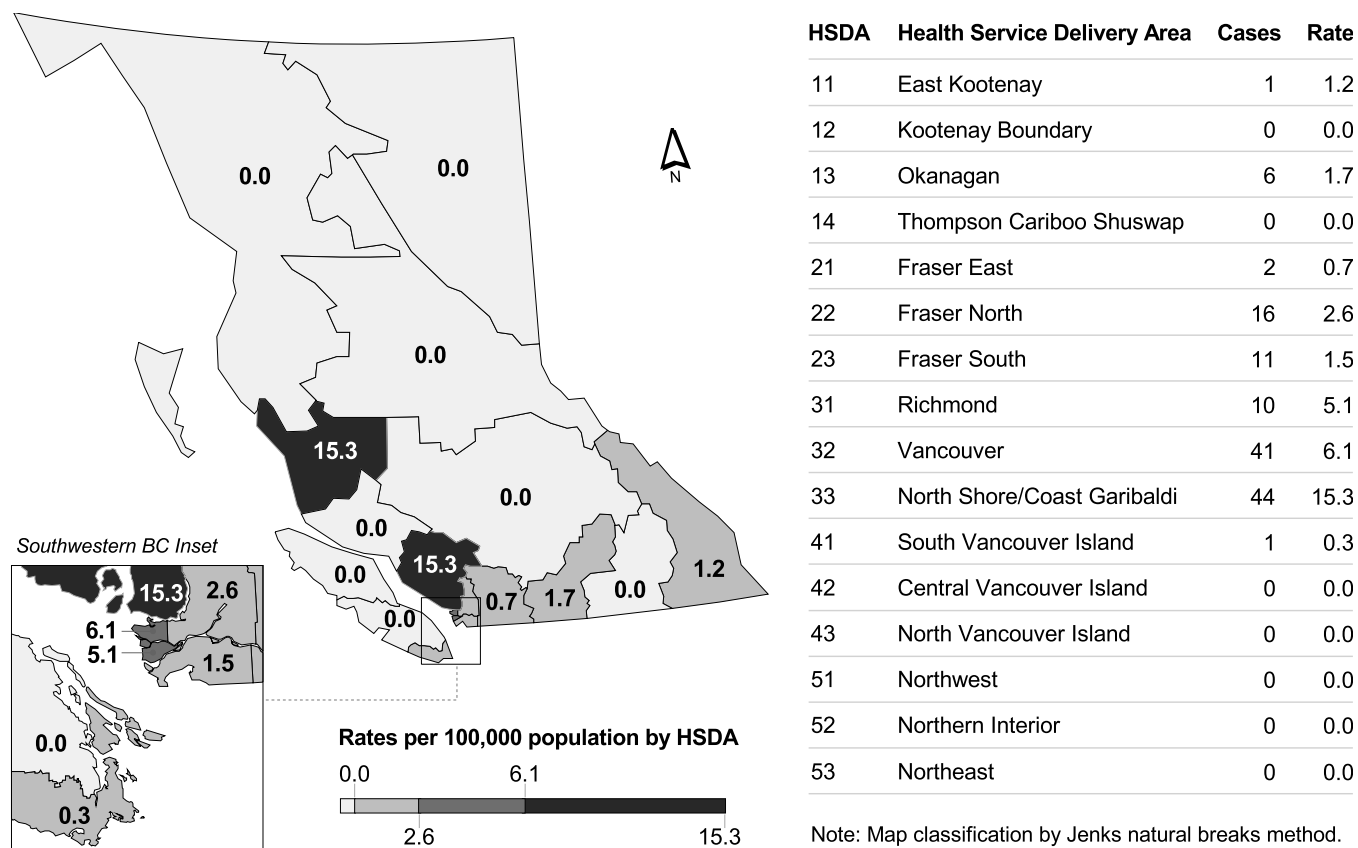 0.0
0.0
N
0.0
15.3
0.0
0.0
15.3
0.0
1.2
0.7
1.7
0.0
0.0
Southwestern BC Inset
15.3
2.6
6.1
5.1
1.5
0.0
0.3
Rates per 100,000 population by HSDA
0.0 6.1
2.6 15.3
HSDA Health Service Delivery Area Cases Rate
11 East Kootenay 1 1.2
12 Kootenay Boundary 0 0.0
13 Okanagan 6 1.7
14 Thompson Cariboo Shuswap 0 0.0
21 Fraser East 2 0.7
22 Fraser North 16 2.6
23 Fraser South 11 1.5
31 Richmond 10 5.1
32 Vancouver 41 6.1
33 North Shore/Coast Garibaldi 44 15.3
41 South Vancouver Island 1 0.3
42 Central Vancouver Island 0 0.0
43 North Vancouver Island 0 0.0
51 Northwest 0 0.0
52 Northern Interior 0 0.0
53 Northeast 0 0.0
Note: Map classification by Jenks natural breaks method.